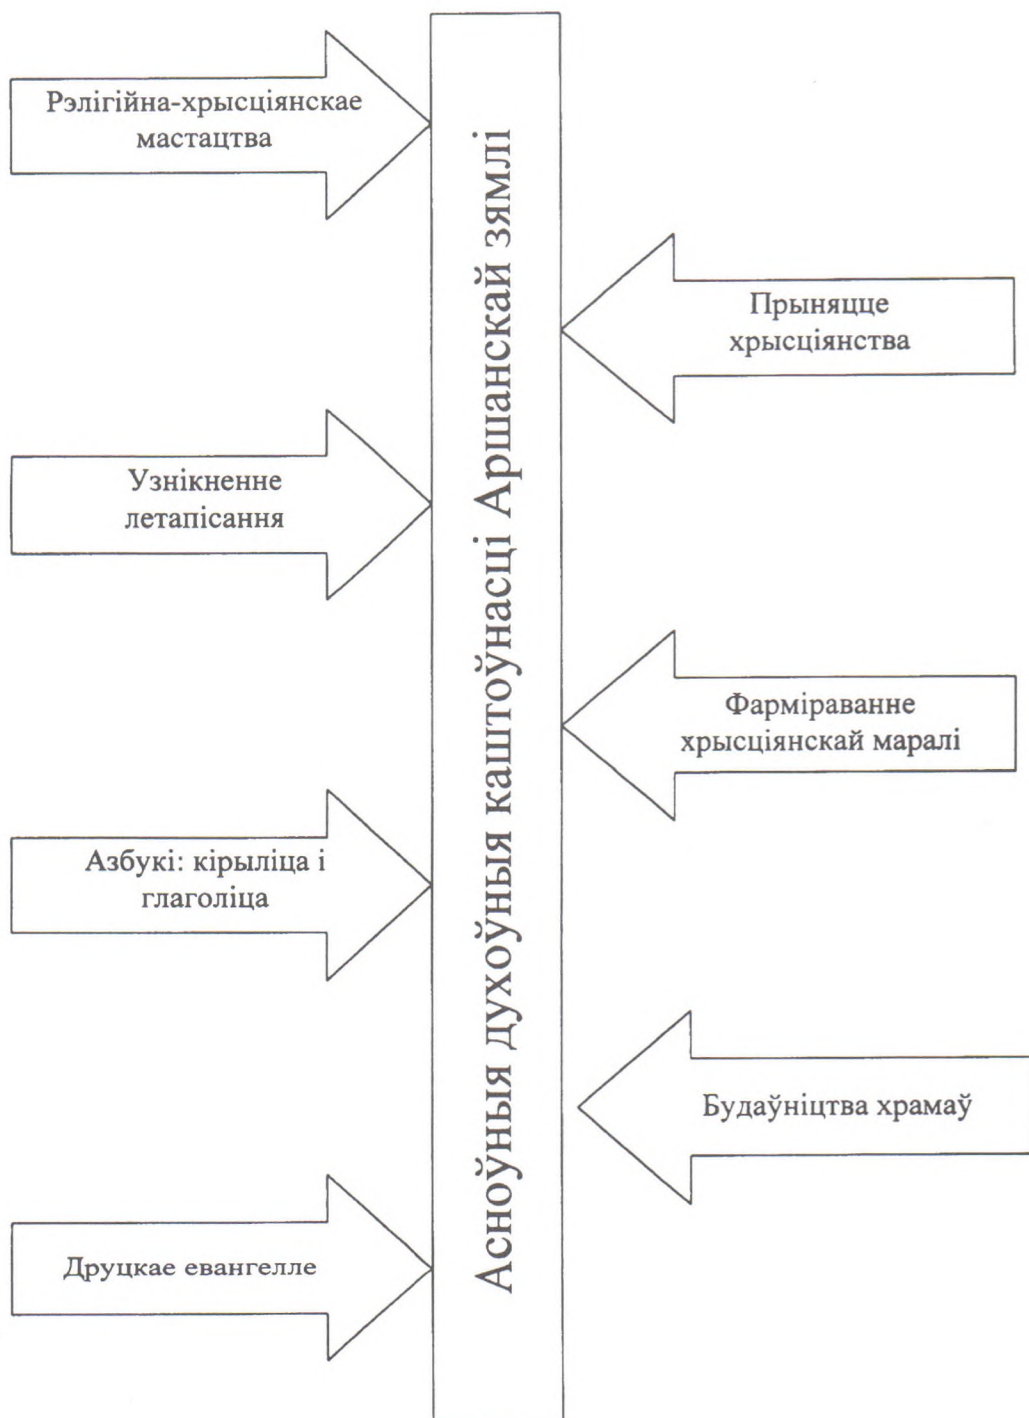 Рэлігійна-хрысціянскае
мастацтва
Узнікненне
летапісання
Азбукі: кірыліца і
глаголіца
Друцкае евангелле
Асноўныя духоўныя каштоўнасці Аршанскай зямлі
Прыняцце
хрысціянства
Фарміраванне
хрысціянскай маралі
Будаўніцтва храмаў